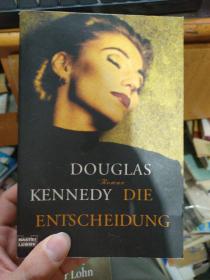 DOUGLAS
Roman
KENNEDY DIE
ENTSCHEIDUNG
BASTEI
LÜBBE
r Lohn